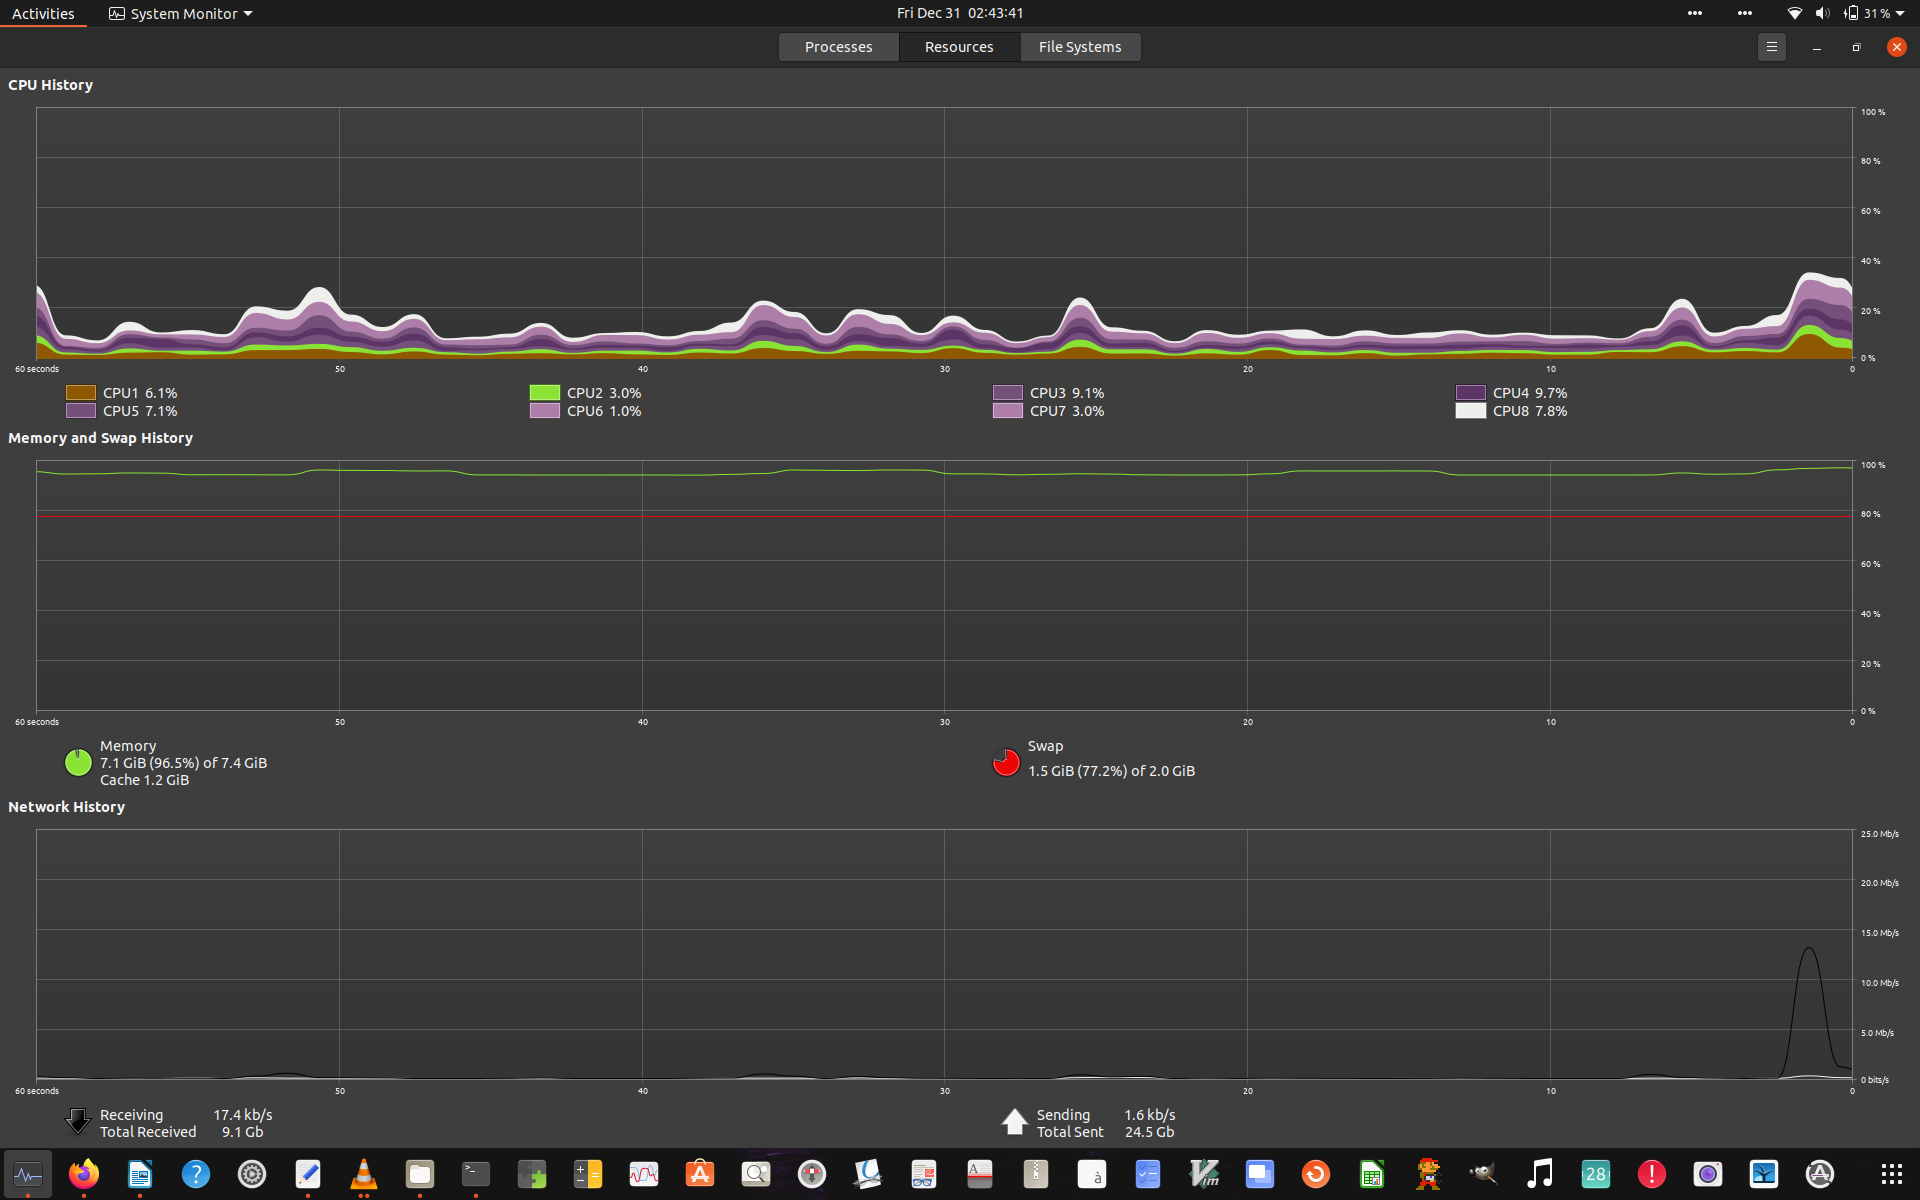 Activities
System Monitor
Fri Dec 31 02:43:41
31 %
Processes
Resources
File Systems
CPU History
100 %
80 %
60 %
40 %
20 %
0 %
60 seconds 50 40 30 20 10 0
CPU1 6.1% CPU2 3.0% CPU3 9.1% CPU4 9.7%
CPU5 7.1% CPU6 1.0% CPU7 3.0% CPU8 7.8%
Memory and Swap History
100 %
80 %
60 %
40 %
20 %
0 %
60 seconds 50 40 30 20 10 0
Memory
7.1 GiB (96.5%) of 7.4 GiB
Cache 1.2 GiB
Swap
1.5 GiB (77.2%) of 2.0 GiB
Network History
25.0 Mb/s
20.0 Mb/s
15.0 Mb/s
10.0 Mb/s
5.0 Mb/s
0 bits/s
60 seconds 50 40 30 20 10 0
Receiving 17.4 kb/s
Total Received 9.1 Gb
Sending 1.6 kb/s
Total Sent 24.5 Gb
28